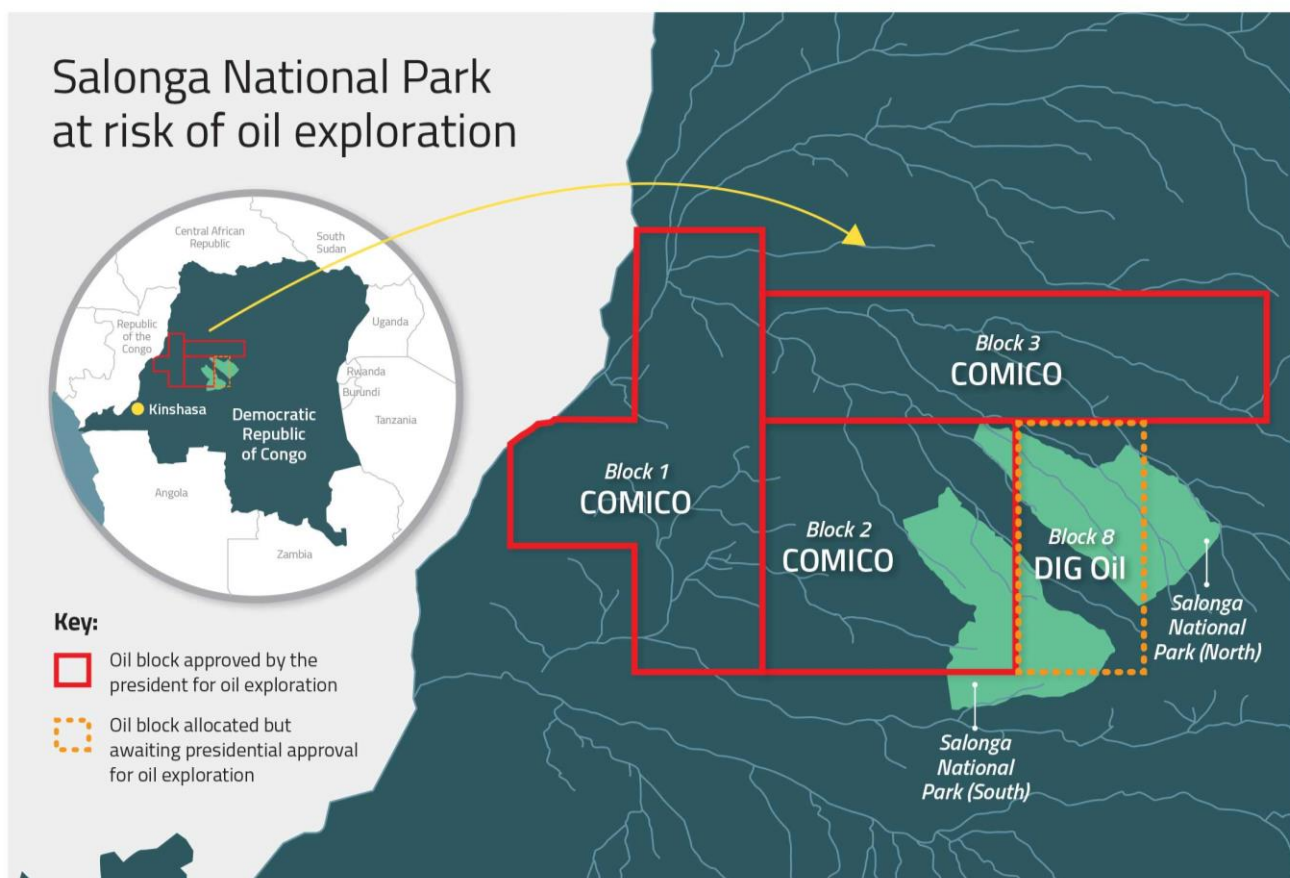 Salonga National Park
at risk of oil exploration
Central African
Republic
South
Sudan
Republic
of the
Congo
Uganda
Rwanda
Burundi
Kinshasa
Democratic
Republic
of Congo
Tanzania
Angola
Zambia
Key:
Oil block approved by the
president for oil exploration
Oil block allocated but
awaiting presidential approval
for oil exploration
Block 3
COMICO
Block 1
COMICO
Block 2
COMICO
Block 8
DIG Oil
Salonga
National
Park (North)
Salonga
National
Park (South)